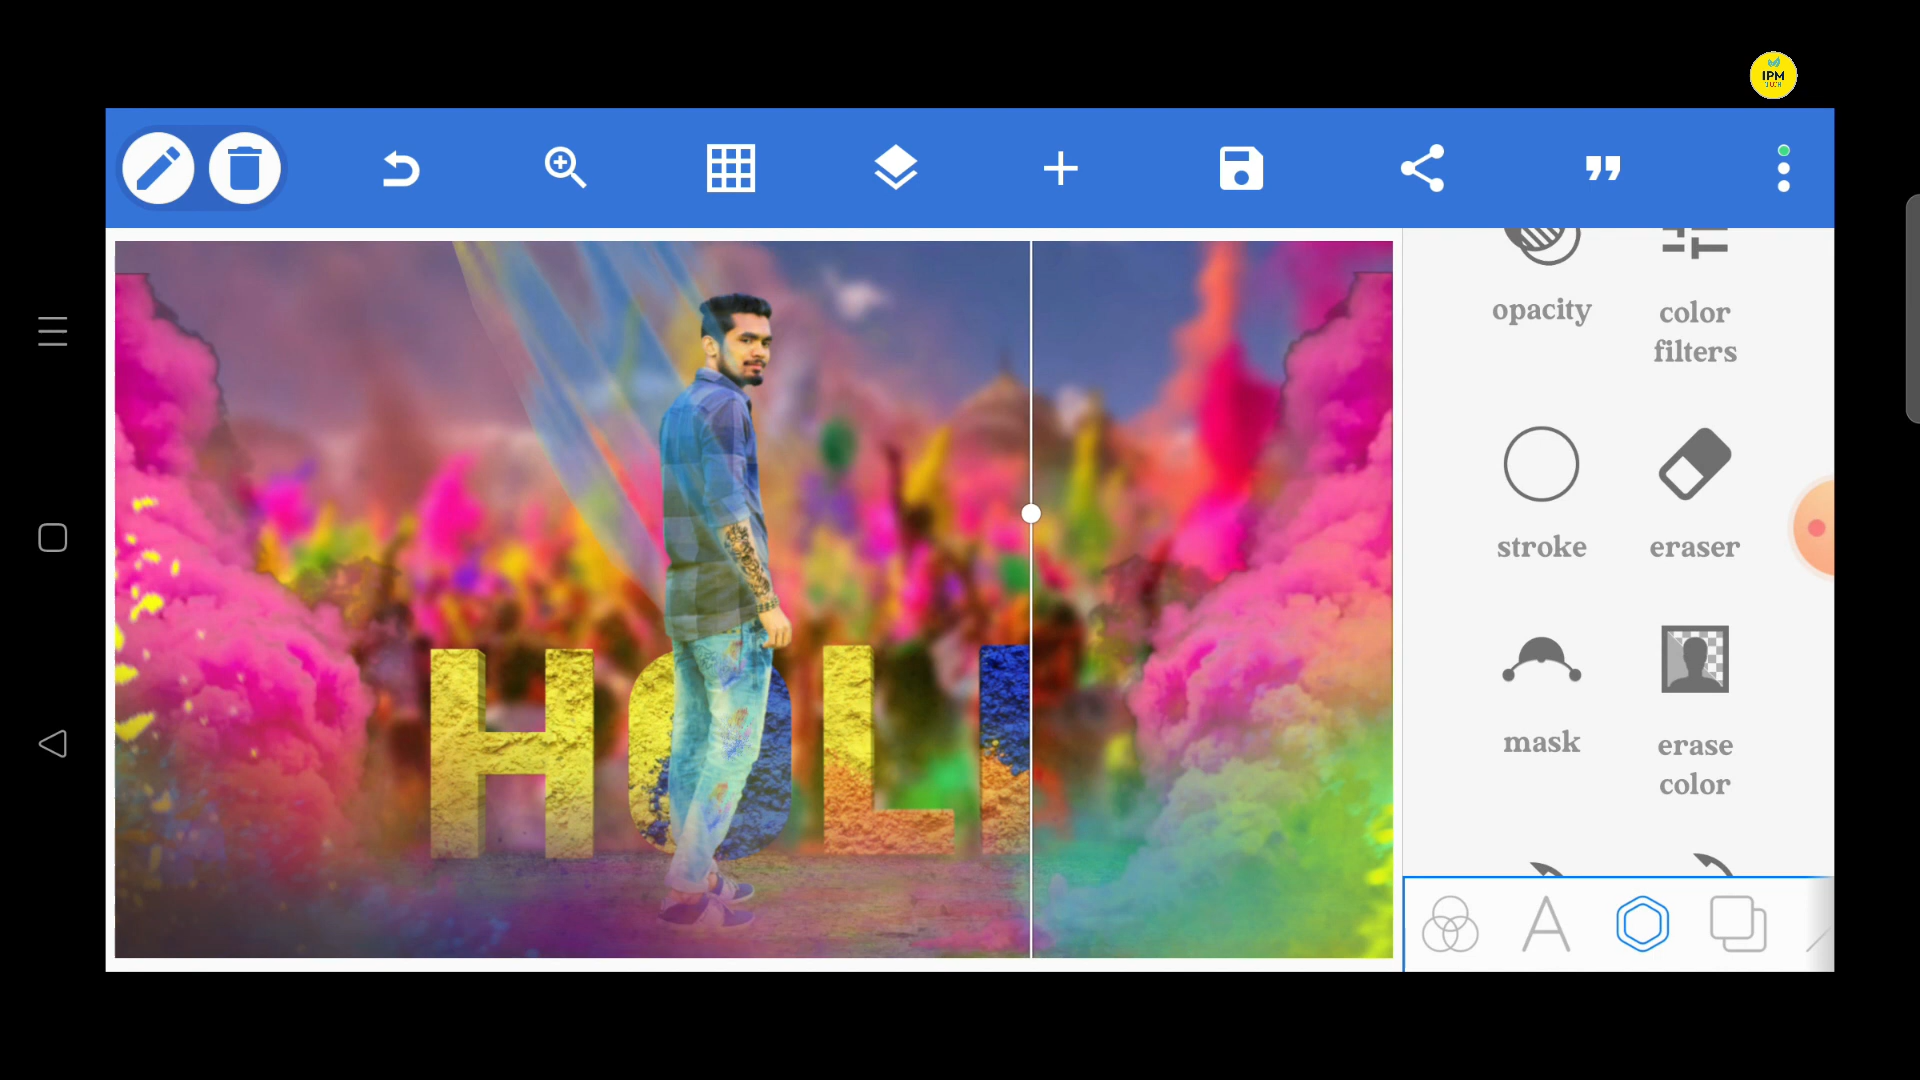 IPM
opacity
color
filters
HOLI
stroke
eraser
mask
erase
color